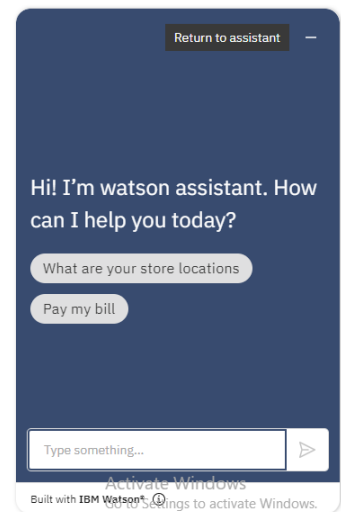 Return to assistant
Hi! I’m watson assistant. How
can I help you today?
What are your store locations
Pay my bill
Type something...
Activate Windows
Built with IBM Watson®
Go to Settings to activate Windows.